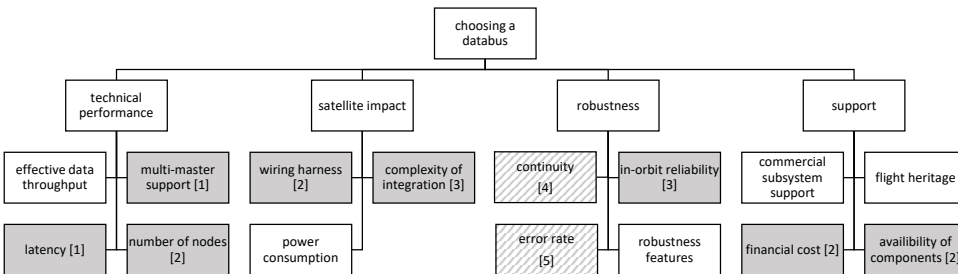 choosing a
databus
technical
performance
satellite impact
robustness
support
effective data
throughput
multi-master
support [1]
wiring harness
[2]
complexity of
integration [3]
continuity
[4]
in-orbit reliability
[3]
commercial
subsystem
support
flight heritage
latency [1]
number of nodes
[2]
power
consumption
error rate
[5]
robustness
features
financial cost [2]
availibility of
components [2]